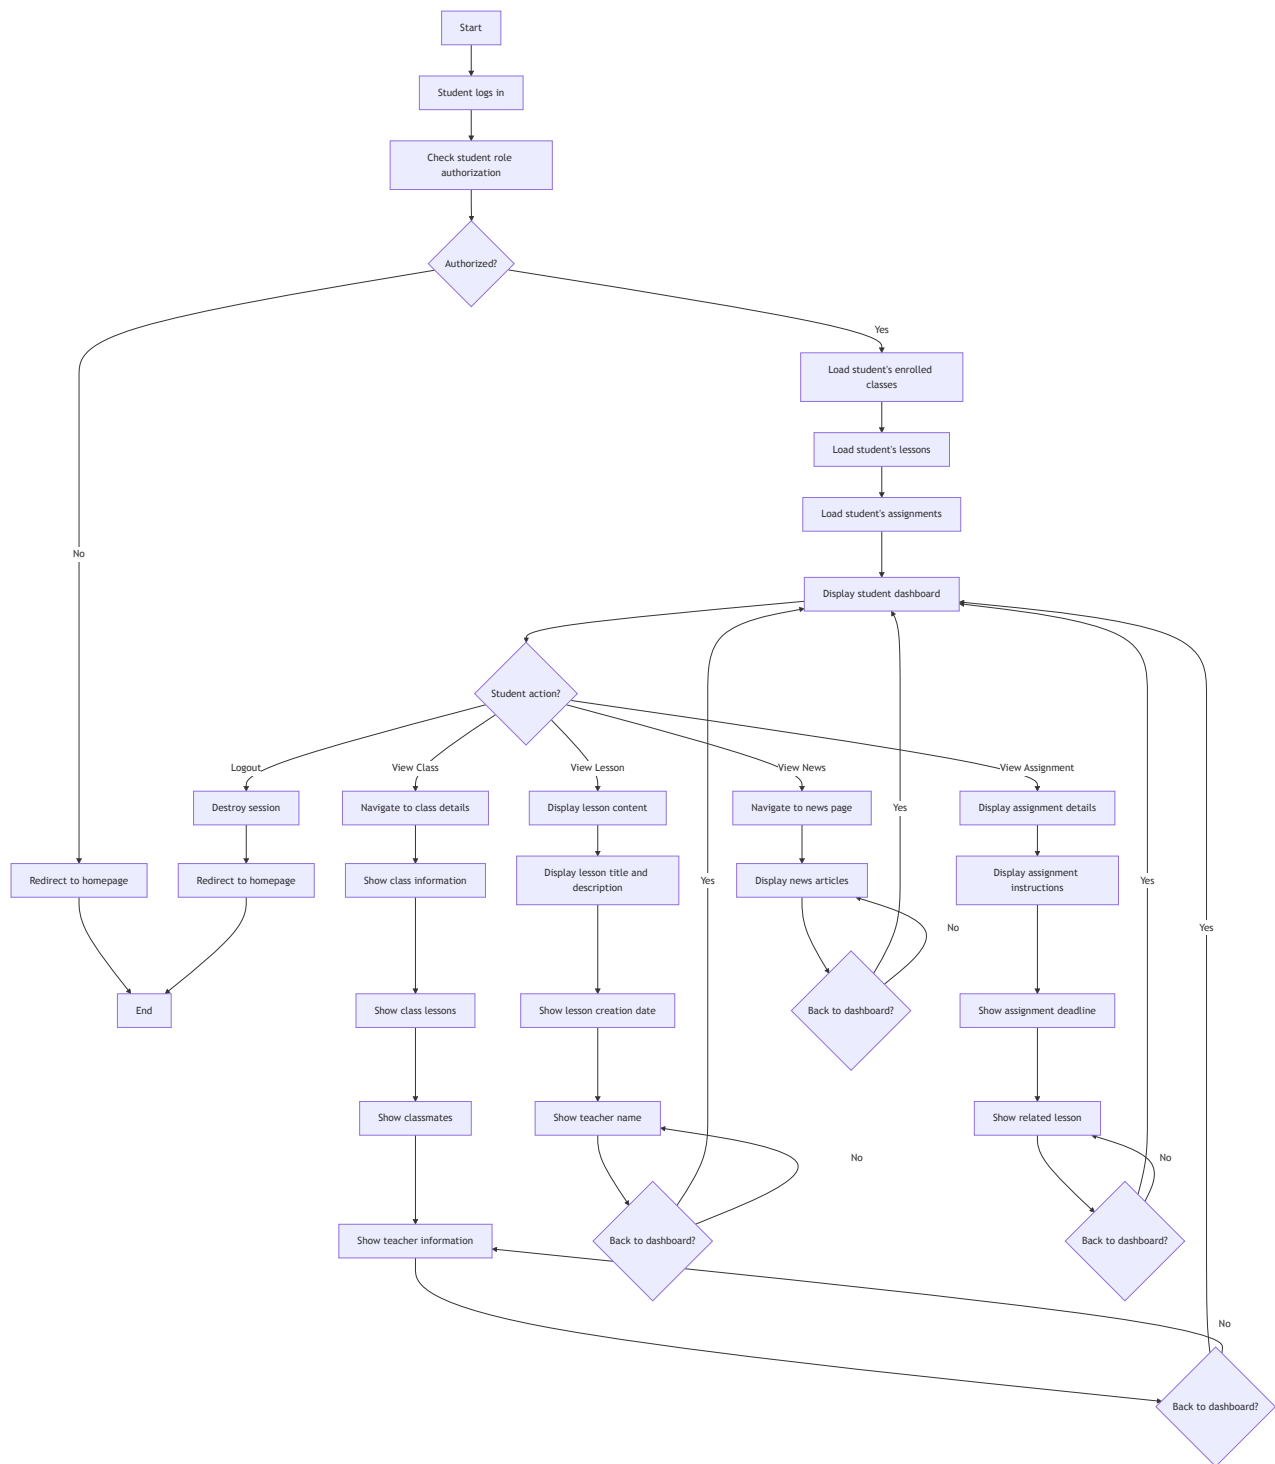 Start
Student logs in
Check student role
authorization
Authorized?
Yes
Load student's enrolled
classes
Load student's lessons
Load student's assignments
No
Display student dashboard
Student action?
Logout
View Class
View Lesson
View News
View Assignment
Destroy session
Navigate to class details
Display lesson content
Navigate to news page
Yes
Display assignment details
Redirect to homepage
Redirect to homepage
Show class information
Display lesson title and
description
Yes
Display news articles
Display assignment
instructions
Yes
No
Yes
End
Show class lessons
Show lesson creation date
Back to dashboard?
Show assignment deadline
Show classmates
Show teacher name
Show related lesson
No
No
Show teacher information
Back to dashboard?
Back to dashboard?
No
Back to dashboard?